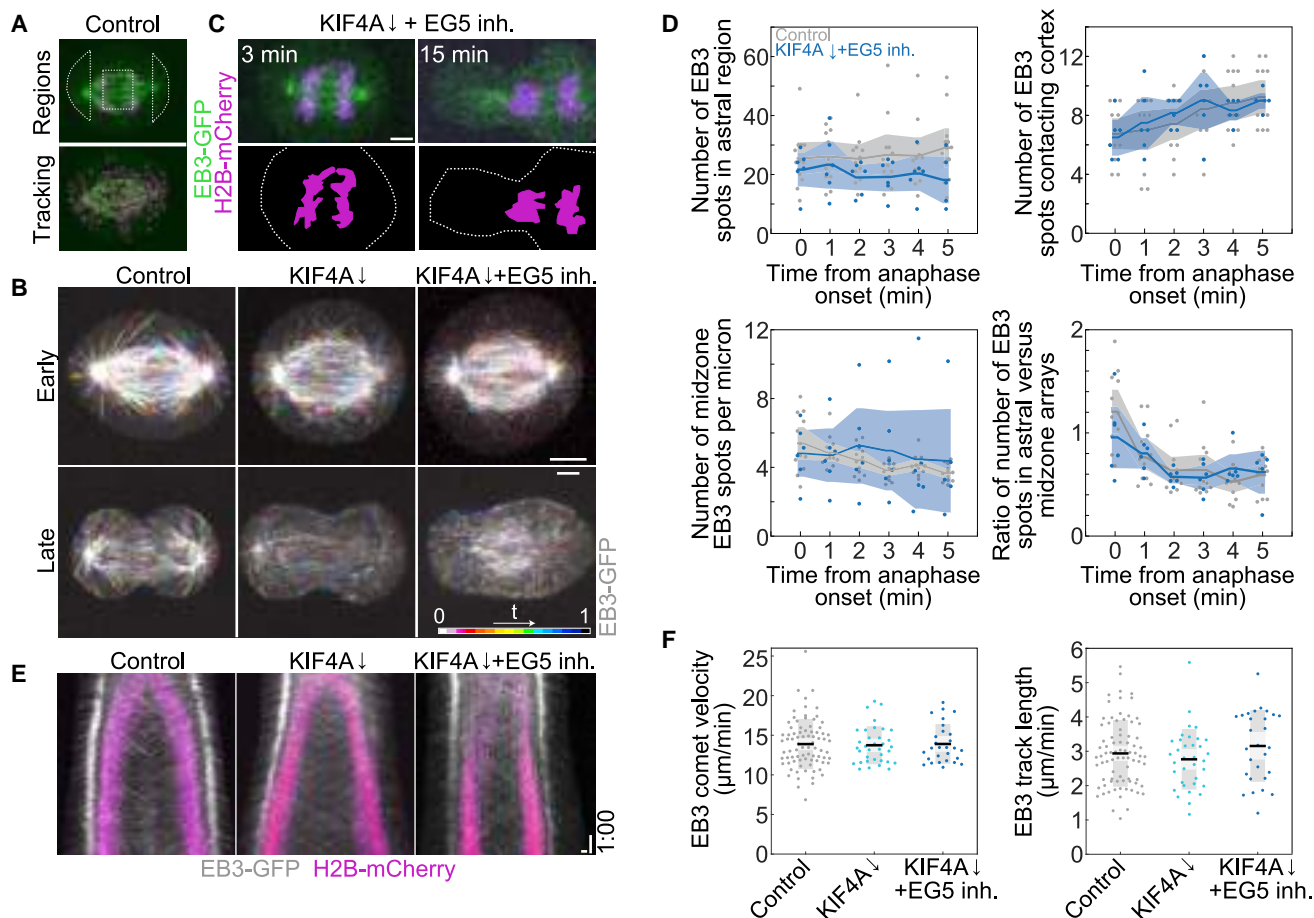 A
Control
Regions
Tracking
EB3-GFP
H2B-mCherry
C
KIF4A↓ + EG5 inh.
3 min
15 min
B
Control
KIF4A↓
KIF4A↓+EG5 inh.
Early
Late
0
t
1
EB3-GFP
E
Control
KIF4A↓
KIF4A↓+EG5 inh.
1:00
EB3-GFP H2B-mCherry
D
Number of EB3
spots in astral region
60
40
20
0
Control
KIF4A ↓+EG5 inh.
0 1 2 3 4 5
Time from anaphase
onset (min)
Number of EB3
spots contacting cortex
12
8
4
0
0 1 2 3 4 5
Time from anaphase
onset (min)
Number of midzone
EB3 spots per micron
12
8
4
0
0 1 2 3 4 5
Time from anaphase
onset (min)
Ratio of number of EB3
spots in astral versus
midzone arrays
2
1
0
0 1 2 3 4 5
Time from anaphase
onset (min)
F
EB3 comet velocity
(μm/min)
25
20
15
10
5
0
Control
KIF4A↓
KIF4A↓
+EG5 inh.
EB3 track length
(μm/min)
6
5
4
3
2
1
0
Control
KIF4A↓
KIF4A↓
+EG5 inh.